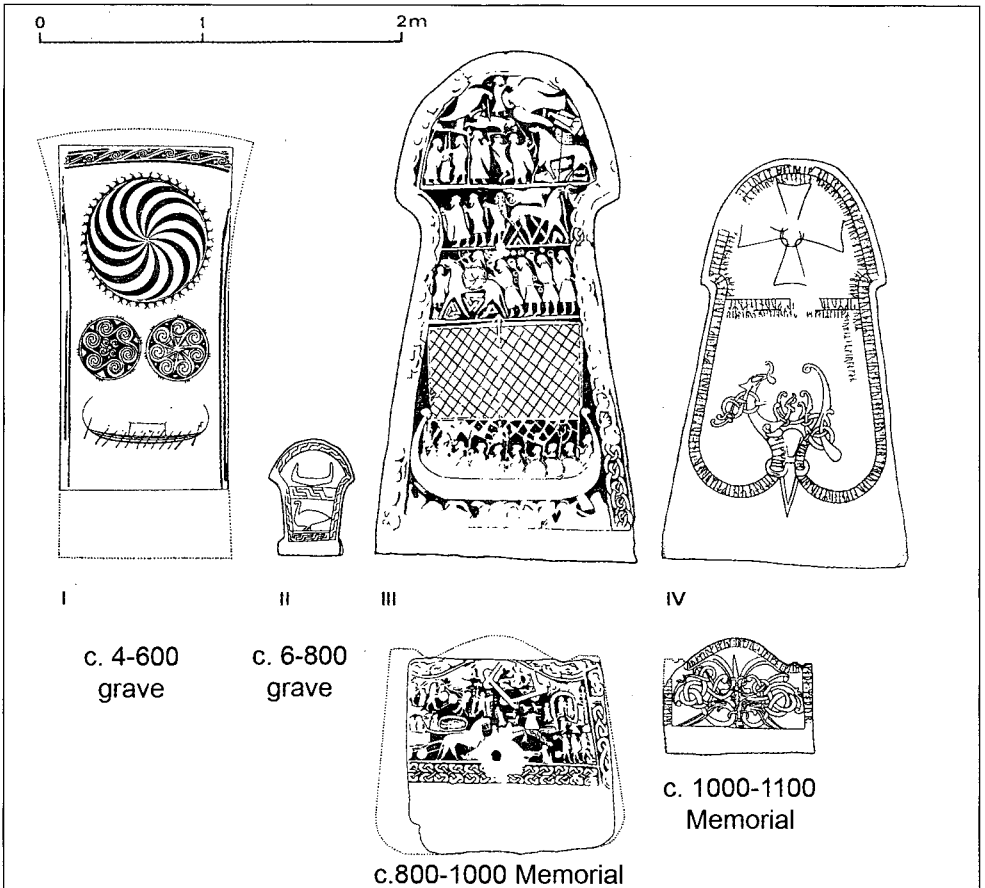 0 1 2m
I II III IV
c. 4-600
grave
c. 6-800
grave
c.800-1000 Memorial
c. 1000-1100
Memorial